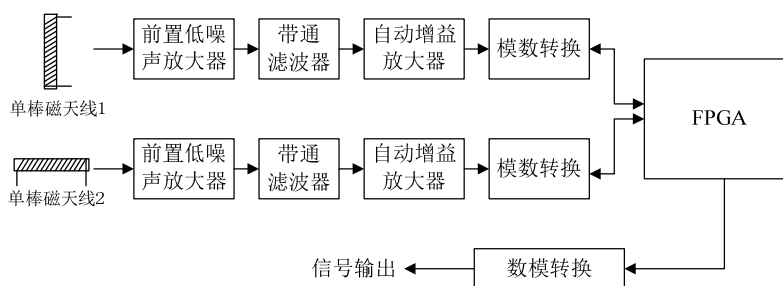 单棒磁天线1
前置低噪
声放大器
带通
滤波器
自动增益
放大器
模数转换
FPGA
单棒磁天线2
前置低噪
声放大器
带通
滤波器
自动增益
放大器
模数转换
信号输出
数模转换